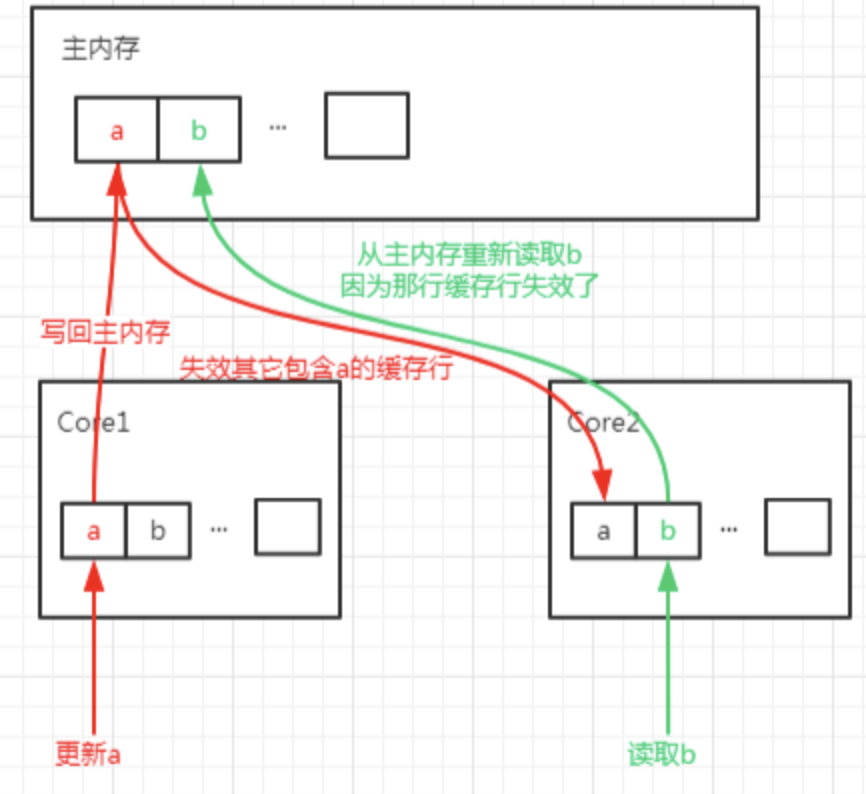 主内存
a
b
...
从主内存重新读取b
因为那行缓存行失效了
写回主内存
失效其它包含a的缓存行
Core1
Core2
a
b
...
a
b
...
更新a
读取b